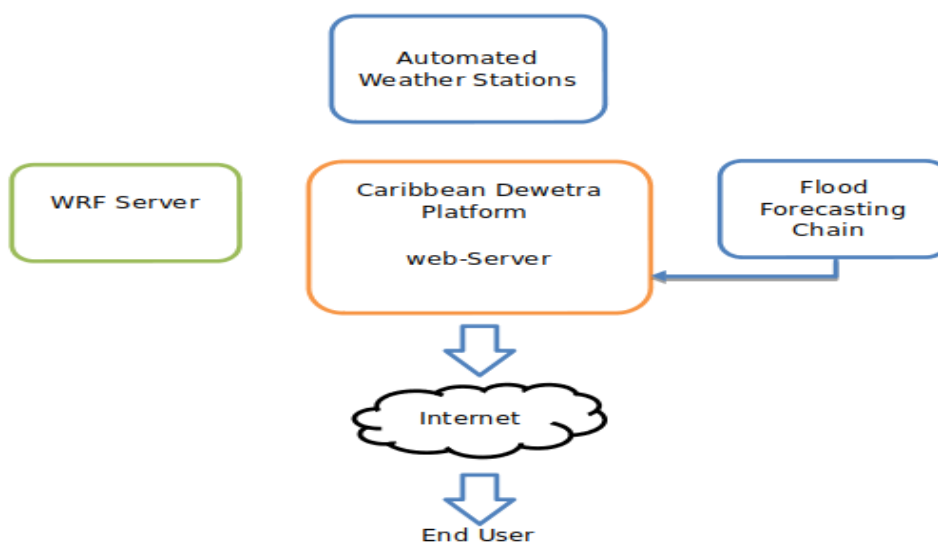 Automated
Weather Stations
WRF Server
Caribbean Dewetra
Platform
web-Server
Flood
Forecasting
Chain
Internet
End User